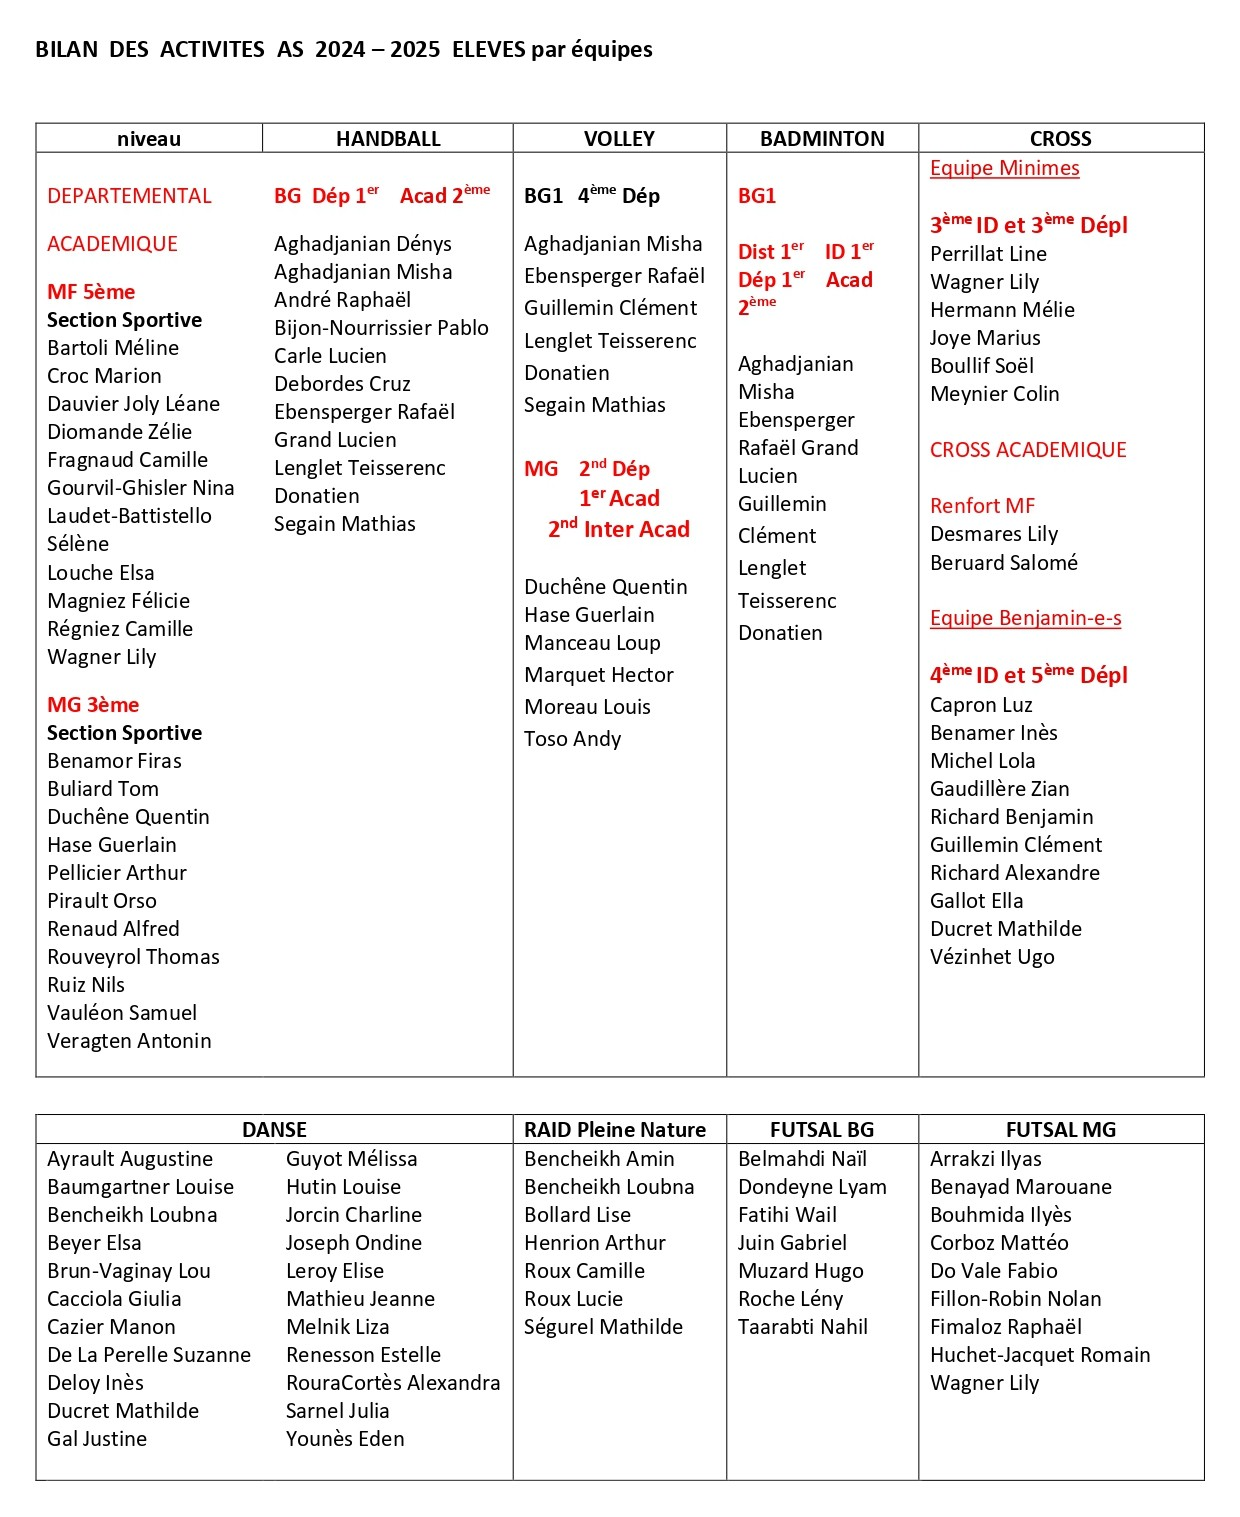 BILAN DES ACTIVITES AS 2024 – 2025 ELEVES par équipes
niveau
DEPARTEMENTAL
ACADEMIQUE
MF 5ème
Section Sportive
Bartoli Méline
Croc Marion
Dauvier Joly Léane
Diomande Zélie
Fragnaud Camille
Gourvil-Ghisler Nina
Laudet-Battistello
Sélène
Louche Elsa
Magniez Félicie
Régniez Camille
Wagner Lily
MG 3ème
Section Sportive
Benamor Firas
Buliard Tom
Duchêne Quentin
Hase Guerlain
Pellicier Arthur
Pirault Orso
Renaud Alfred
Rouveyrol Thomas
Ruiz Nils
Vauléon Samuel
Veragten Antonin
HANDBALL
BG Dép 1er Acad 2ème
Aghadjanian Dénys
Aghadjanian Misha
André Raphaël
Bijon-Nourrissier Pablo
Carle Lucien
Debordes Cruz
Ebensperger Rafaël
Grand Lucien
Lenglet Teisserenc
Donatien
Segain Mathias
VOLLEY
BG1 4ème Dép
Aghadjanian Misha
Ebensperger Rafaël
Guillemin Clément
Lenglet Teisserenc
Donatien
Segain Mathias
MG 2nd Dép
1er Acad
2nd Inter Acad
Duchêne Quentin
Hase Guerlain
Manceau Loup
Marquet Hector
Moreau Louis
Toso Andy
BADMINTON
BG1
Dist 1er ID 1er
Dép 1er Acad
2ème
Aghadjanian
Misha
Ebensperger
Rafaël Grand
Lucien
Guillemin
Clément
Lenglet
Teisserenc
Donatien
CROSS
Equipe Minimes
3ème ID et 3ème Dépl
Perrillat Line
Wagner Lily
Hermann Mélie
Joye Marius
Boullif Soël
Meynier Colin
CROSS ACADEMIQUE
Renfort MF
Desmares Lily
Beruard Salomé
Equipe Benjamin-e-s
4ème ID et 5ème Dépl
Capron Luz
Benamer Inès
Michel Lola
Gaudillère Zian
Richard Benjamin
Guillemin Clément
Richard Alexandre
Gallot Ella
Ducret Mathilde
Vézinhet Ugo
DANSE
Ayrault Augustine
Baumgartner Louise
Bencheikh Loubna
Beyer Elsa
Brun-Vaginay Lou
Cacciola Giulia
Cazier Manon
De La Perelle Suzanne
Deloy Inès
Ducret Mathilde
Gal Justine
Guyot Mélissa
Hutin Louise
Jorcin Charline
Joseph Ondine
Leroy Elise
Mathieu Jeanne
Melnik Liza
Renesson Estelle
RouraCortès Alexandra
Sarnel Julia
Younès Eden
RAID Pleine Nature
Bencheikh Amin
Bencheikh Loubna
Bollard Lise
Henrion Arthur
Roux Camille
Roux Lucie
Ségurel Mathilde
FUTSAL BG
Belmahdi Naïl
Dondeyne Lyam
Fatihi Wail
Juin Gabriel
Muzard Hugo
Roche Lény
Taarabti Nahil
FUTSAL MG
Arrakzi Ilyas
Benayad Marouane
Bouhmida Ilyès
Corboz Mattéo
Do Vale Fabio
Fillon-Robin Nolan
Fimaloz Raphaël
Huchet-Jacquet Romain
Wagner Lily